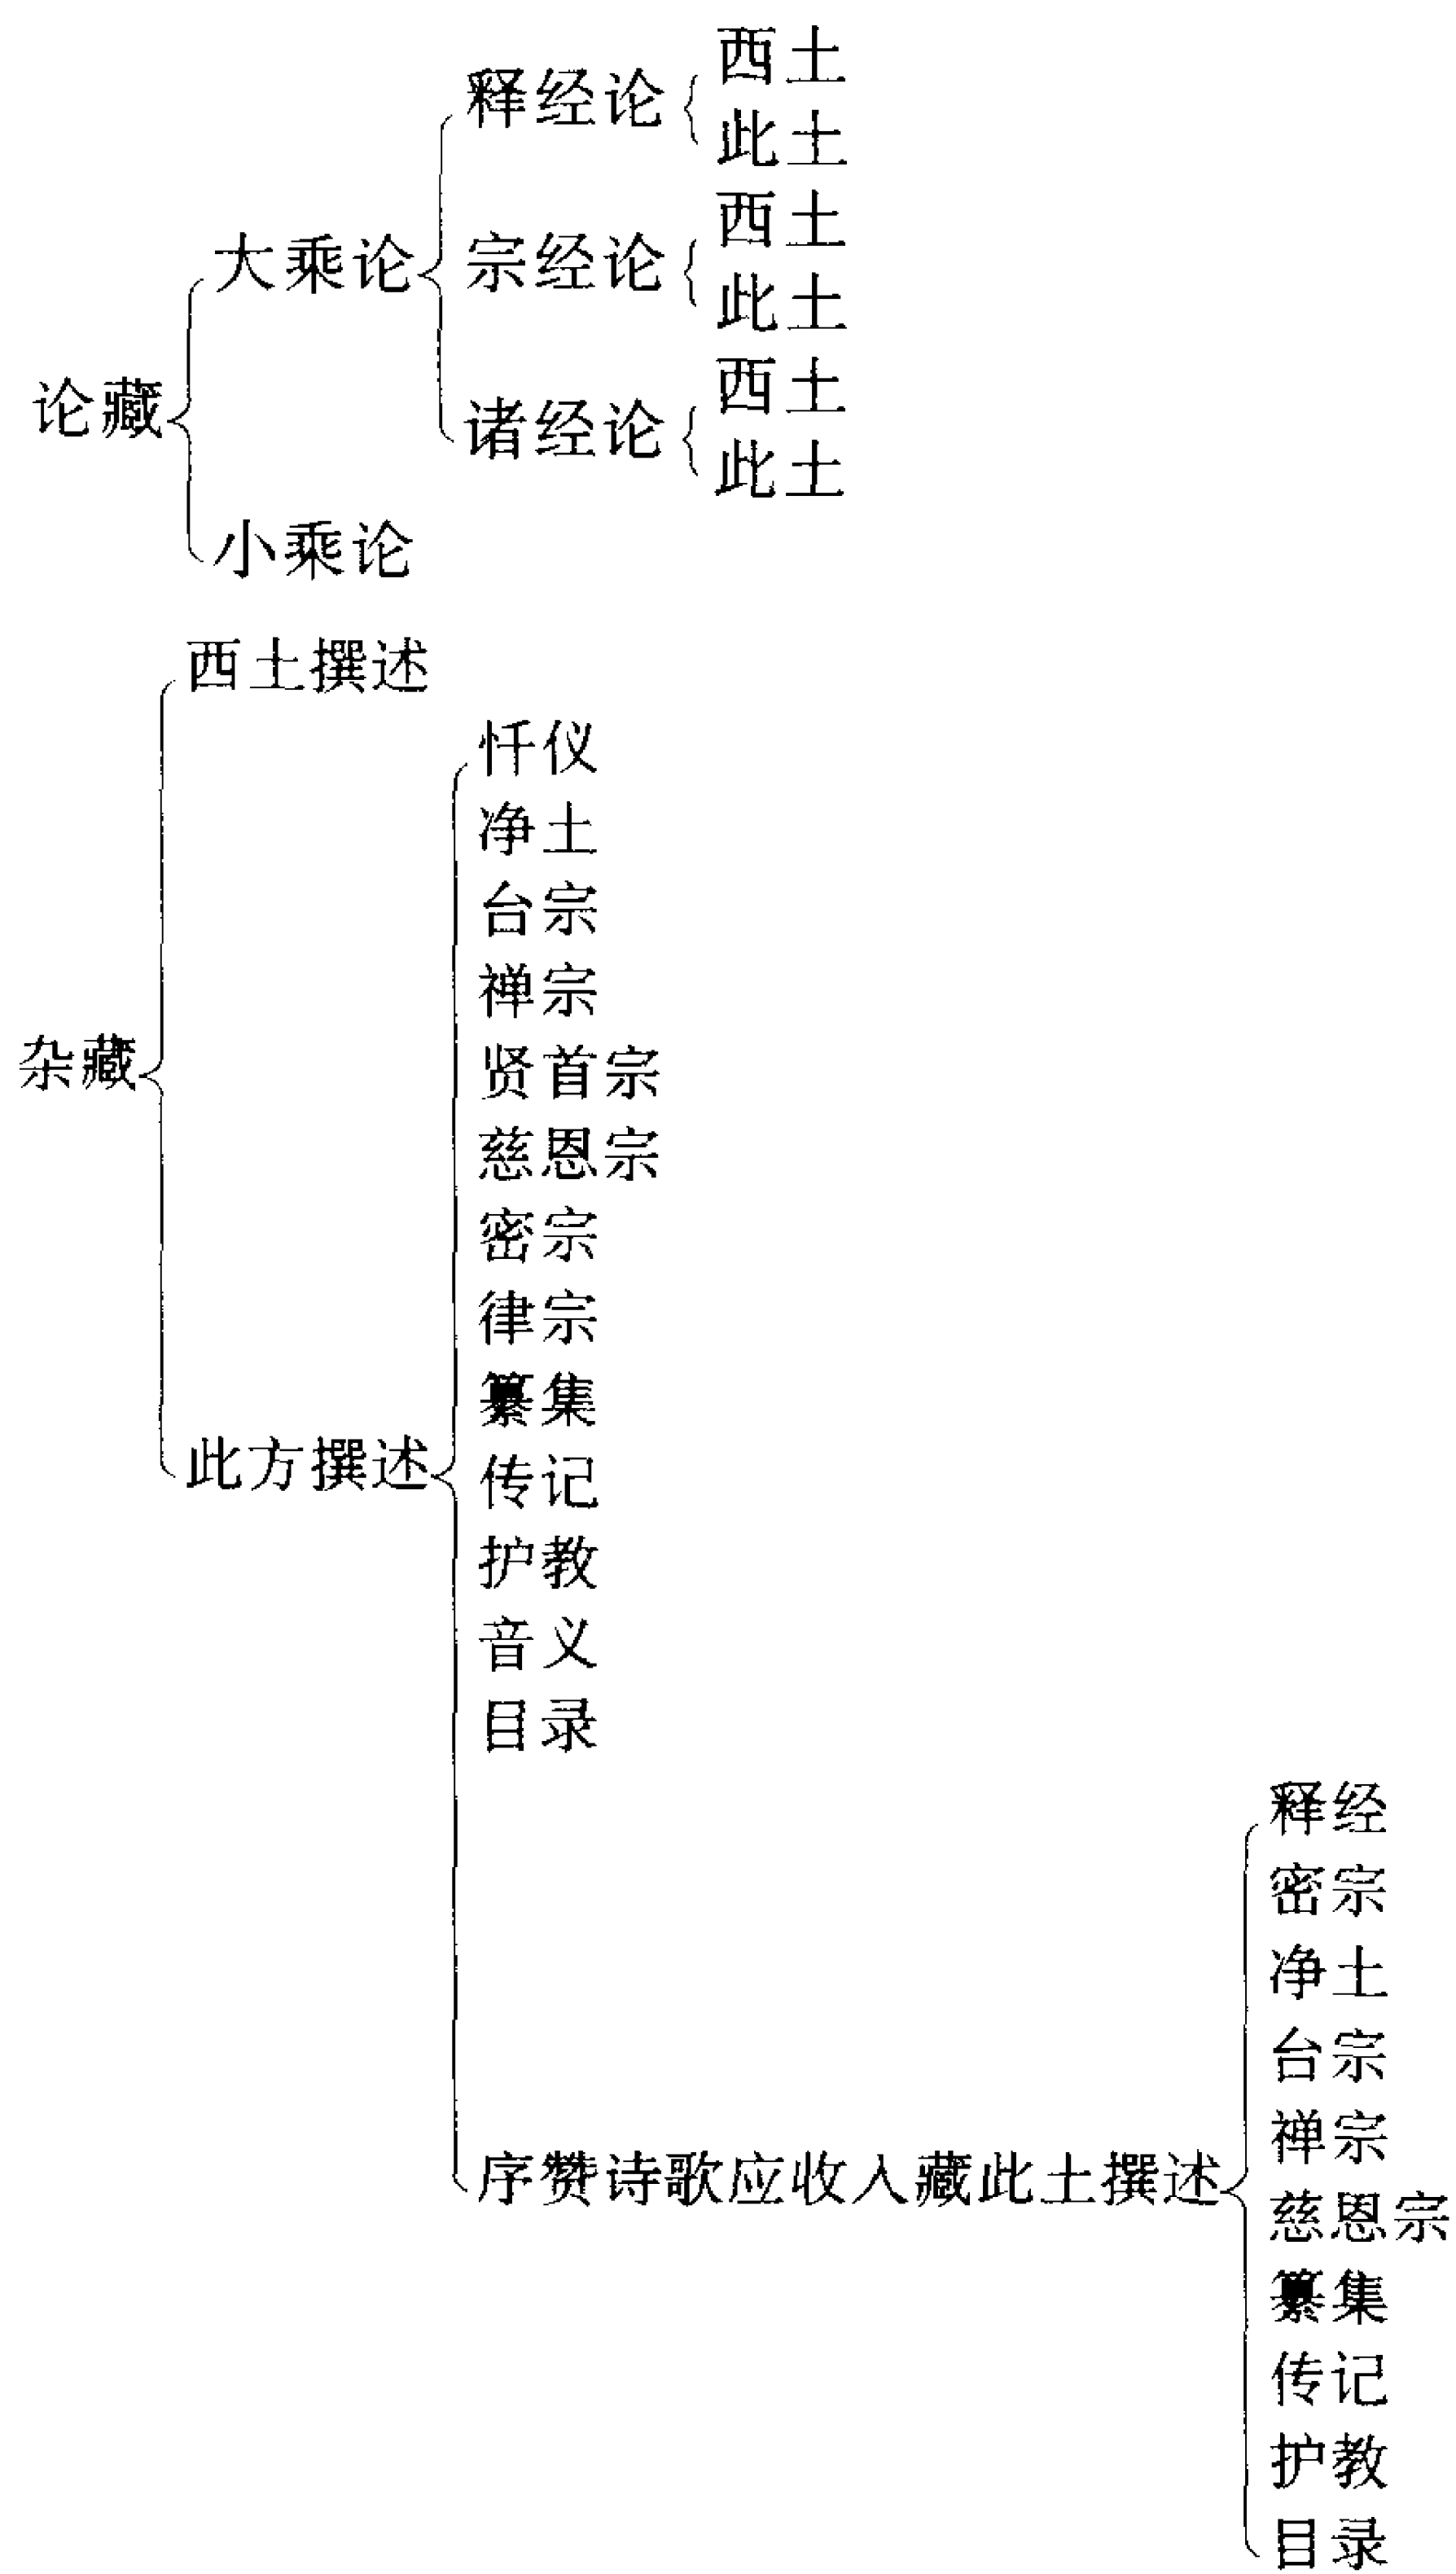 西土
释经论
此土
西土
大乘论
宗经论
此土
西土
论藏
诸经论
此土
小乘论
西土撰述
忏仪
净土
台宗
禅宗
杂藏
贤首宗
慈恩宗
密宗
律宗
纂集
此方撰述
传记
护教
音义
目录
释经
密宗
净土
台宗
禅宗
序赞诗歌应收入藏此土撰述
慈恩宗
纂集
传记
护教
目录